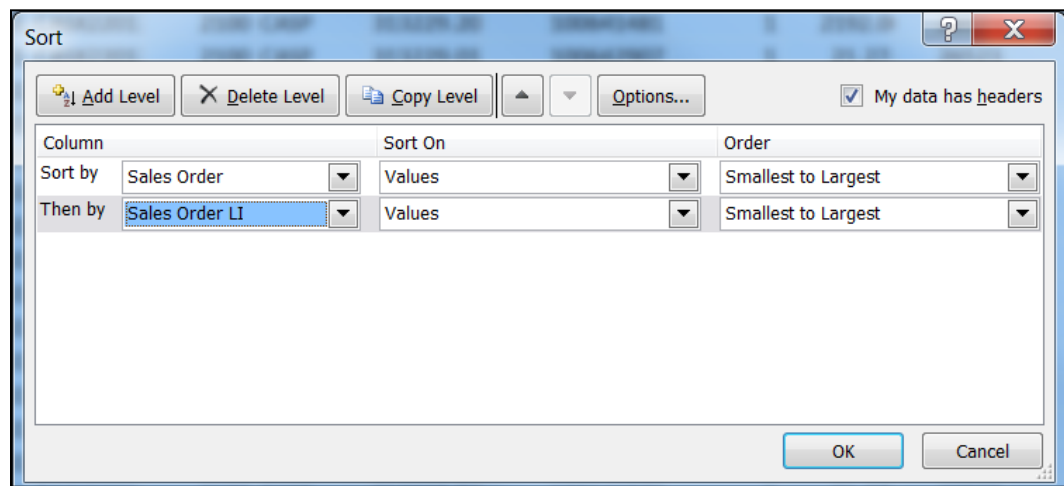 Sort
Add Level Delete Level Copy Level Options... My data has headers
Column Sort On Order
Sort by Sales Order Values Smallest to Largest
Then by Sales Order LI Values Smallest to Largest
OK Cancel